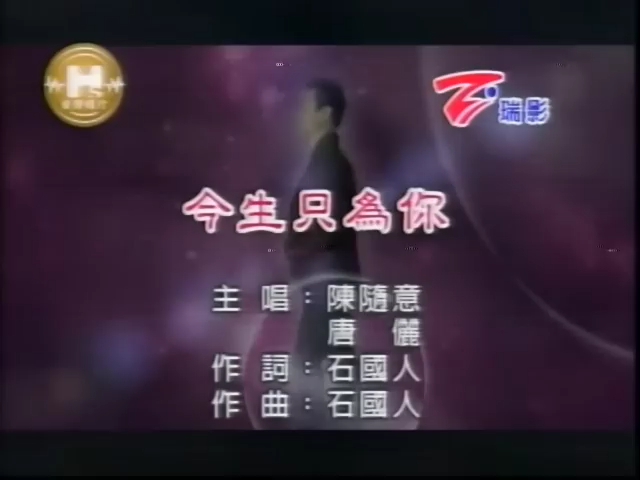 瑞影
今生只為你
主 唱：陳隨意
唐 儷
作 詞：石國人
作 曲：石國人